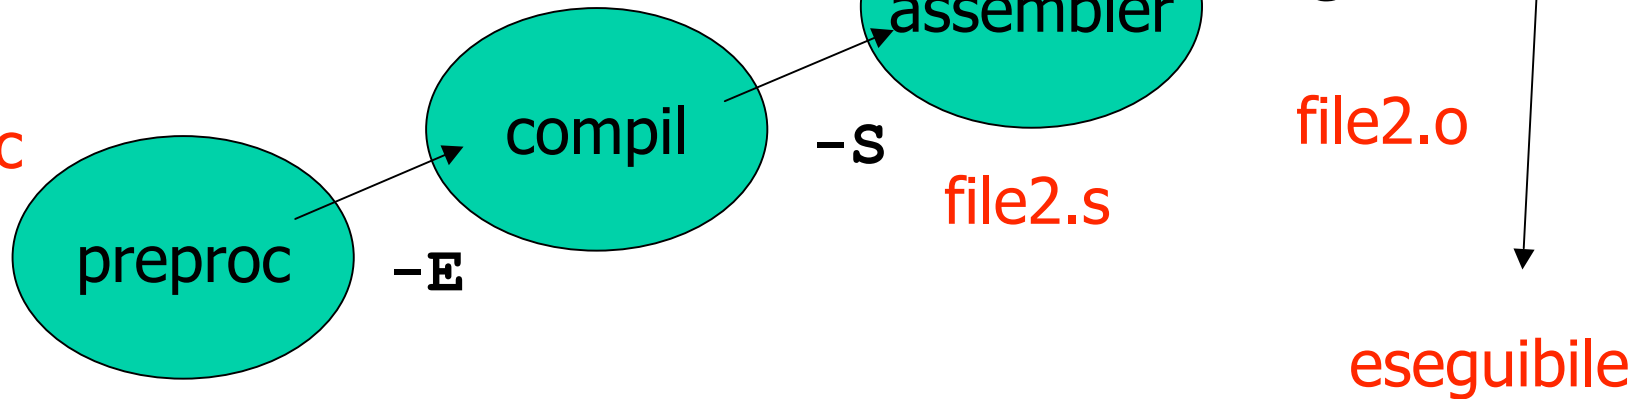 assembler
compil
-S
file2.o
c
file2.s
preproc
-E
eseguibile